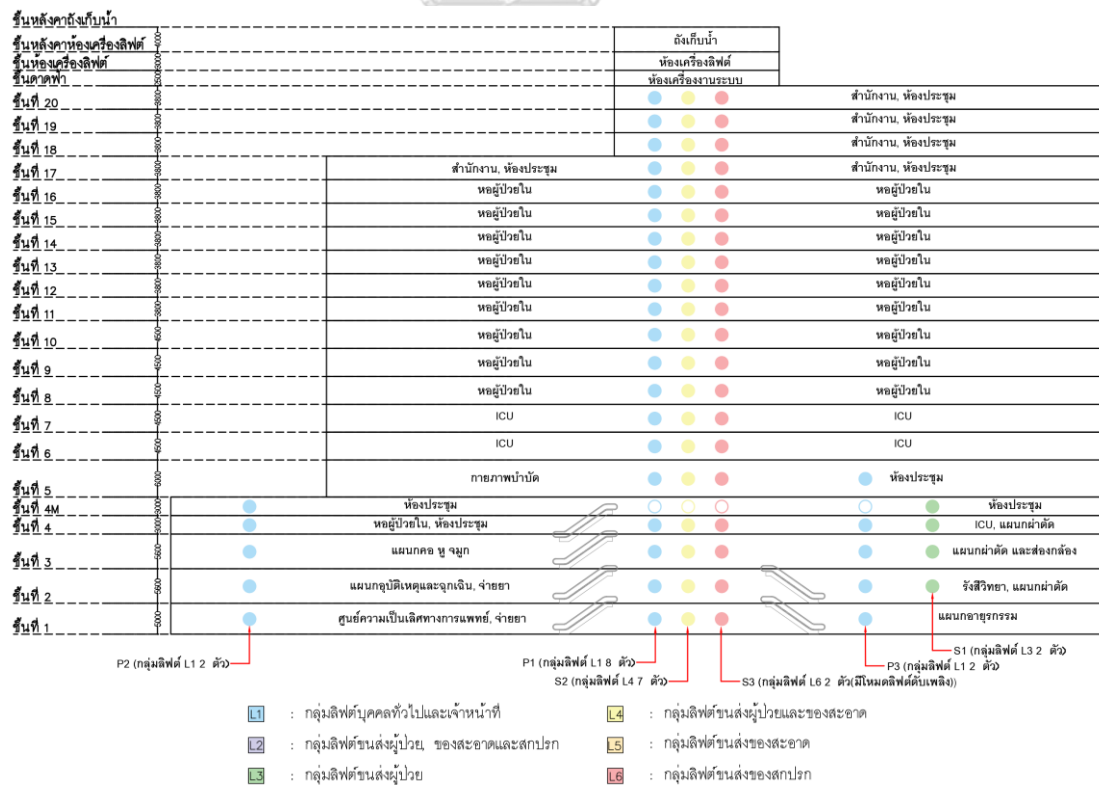 ชั้นหลังคาถังเก็บน้ำ
ชั้นหลังคาห้องเครื่องลิฟต์ ถังเก็บน้ำ
ชั้นห้องเครื่องลิฟต์ ห้องเครื่องลิฟต์
ชั้นดาดฟ้า ห้องเครื่องงานระบบ
ชั้นที่ 20 3800 สำนักงาน, ห้องประชุม
ชั้นที่ 19 3800 สำนักงาน, ห้องประชุม
ชั้นที่ 18 3800 สำนักงาน, ห้องประชุม
ชั้นที่ 17 3800 สำนักงาน, ห้องประชุม สำนักงาน, ห้องประชุม
ชั้นที่ 16 3800 หอผู้ป่วยใน หอผู้ป่วยใน
ชั้นที่ 15 3800 หอผู้ป่วยใน หอผู้ป่วยใน
ชั้นที่ 14 3800 หอผู้ป่วยใน หอผู้ป่วยใน
ชั้นที่ 13 3800 หอผู้ป่วยใน หอผู้ป่วยใน
ชั้นที่ 12 3800 หอผู้ป่วยใน หอผู้ป่วยใน
ชั้นที่ 11 3800 หอผู้ป่วยใน หอผู้ป่วยใน
ชั้นที่ 10 4500 หอผู้ป่วยใน หอผู้ป่วยใน
ชั้นที่ 9 4500 หอผู้ป่วยใน หอผู้ป่วยใน
ชั้นที่ 8 4500 หอผู้ป่วยใน หอผู้ป่วยใน
ชั้นที่ 7 4500 ICU ICU
ชั้นที่ 6 4500 ICU ICU
ชั้นที่ 5 6000 กายภาพบำบัด ห้องประชุม
ชั้นที่ 4M 3000 ห้องประชุม ห้องประชุม
ชั้นที่ 4 3000 หอผู้ป่วยใน, ห้องประชุม ICU, แผนกผ่าตัด
ชั้นที่ 3 5600 แผนกคอ หู จมูก แผนกผ่าตัด และส่องกล้อง
ชั้นที่ 2 5600 แผนกอุบัติเหตุและฉุกเฉิน, จ่ายยา รังสีวิทยา, แผนกผ่าตัด
ชั้นที่ 1 5000 ศูนย์ความเป็นเลิศทางการแพทย์, จ่ายยา แผนกอายุรกรรม
S1 (กลุ่มลิฟต์ L3 2 ตัว)
P2 (กลุ่มลิฟต์ L1 2 ตัว) P1 (กลุ่มลิฟต์ L1 8 ตัว) P3 (กลุ่มลิฟต์ L1 2 ตัว)
S2 (กลุ่มลิฟต์ L4 7 ตัว) S3 (กลุ่มลิฟต์ L6 2 ตัว(มีโหมดลิฟต์ดับเพลิง))
L1 : กลุ่มลิฟต์บุคคลทั่วไปและเจ้าหน้าที่ L4 : กลุ่มลิฟต์ขนส่งผู้ป่วยและของสะอาด
L2 : กลุ่มลิฟต์ขนส่งผู้ป่วย, ของสะอาดและสกปรก L5 : กลุ่มลิฟต์ขนส่งของสะอาด
L3 : กลุ่มลิฟต์ขนส่งผู้ป่วย L6 : กลุ่มลิฟต์ขนส่งของสกปรก